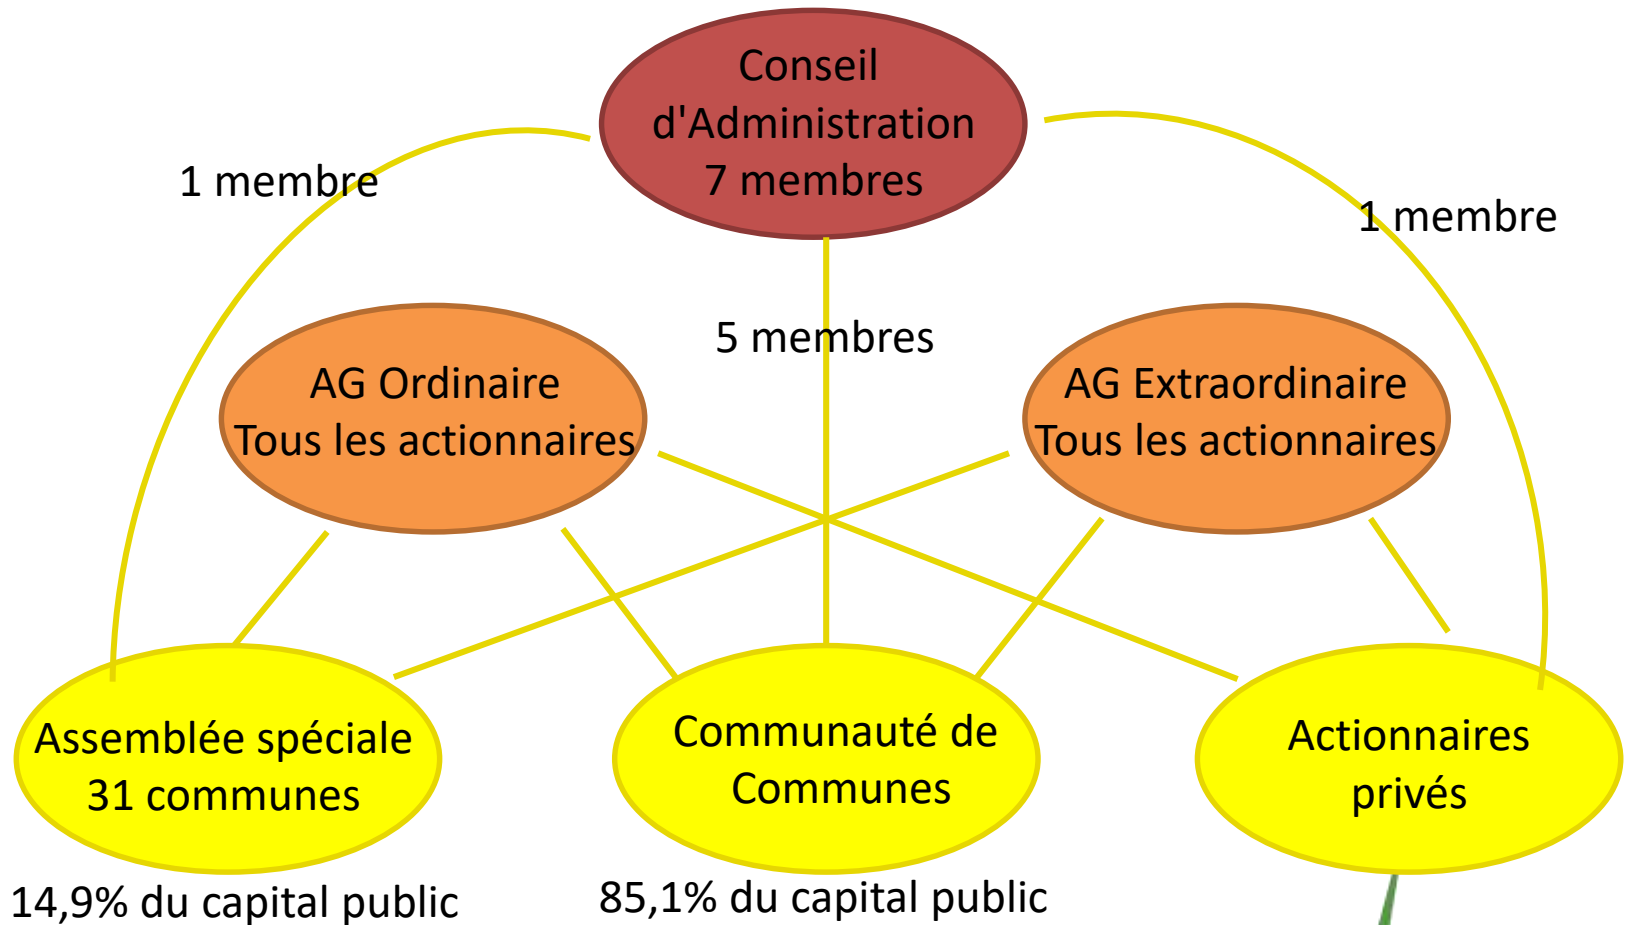 Conseil
d'Administration
7 membres
1 membre
1 membre
5 membres
AG Ordinaire
Tous les actionnaires
AG Extraordinaire
Tous les actionnaires
Assemblée spéciale
31 communes
Communauté de
Communes
Actionnaires
privés
14,9% du capital public
85,1% du capital public